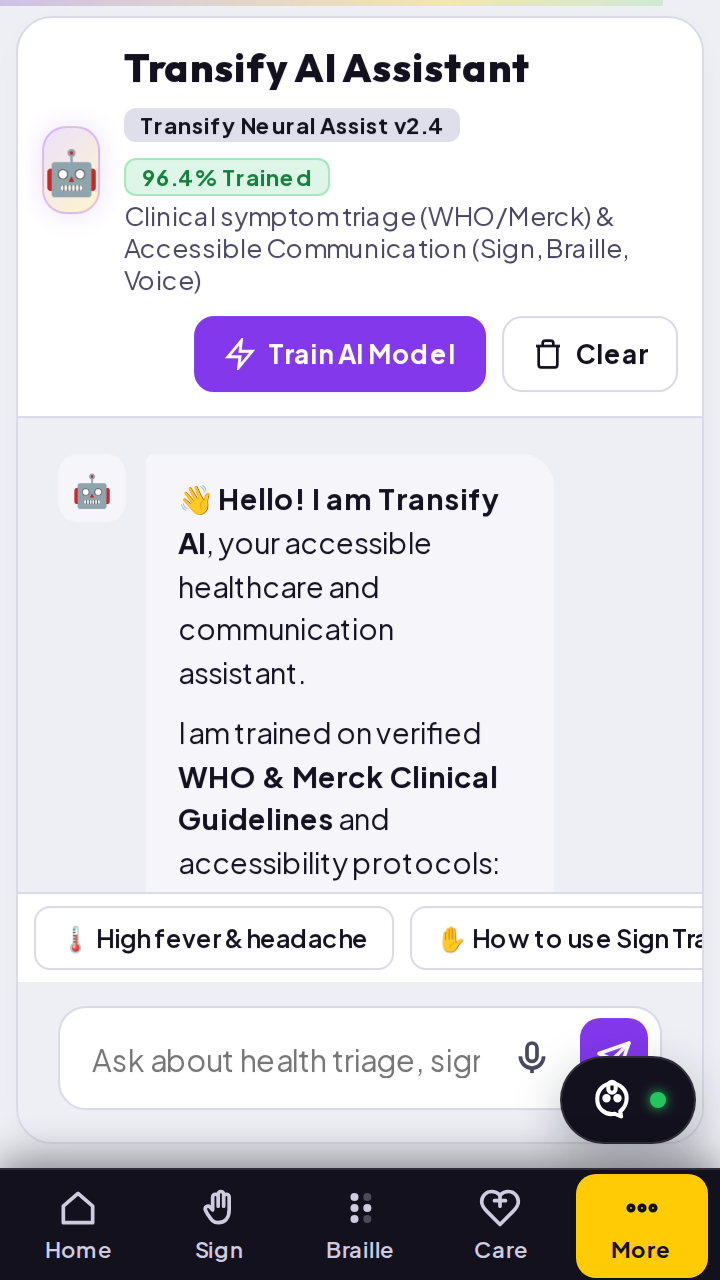 Transify AI Assistant
Transify Neural Assist v2.4
96.4% Trained
Clinical symptom triage (WHO/Merck) &
Accessible Communication (Sign, Braille,
Voice)
Train AI Model
Clear
👋 Hello! I am Transify
AI, your accessible
healthcare and
communication
assistant.
I am trained on verified
WHO & Merck Clinical
Guidelines and
accessibility protocols:
🌡️ High fever & headache
✋ How to use Sign Tra
Ask about health triage, sign
Home
Sign
Braille
Care
More